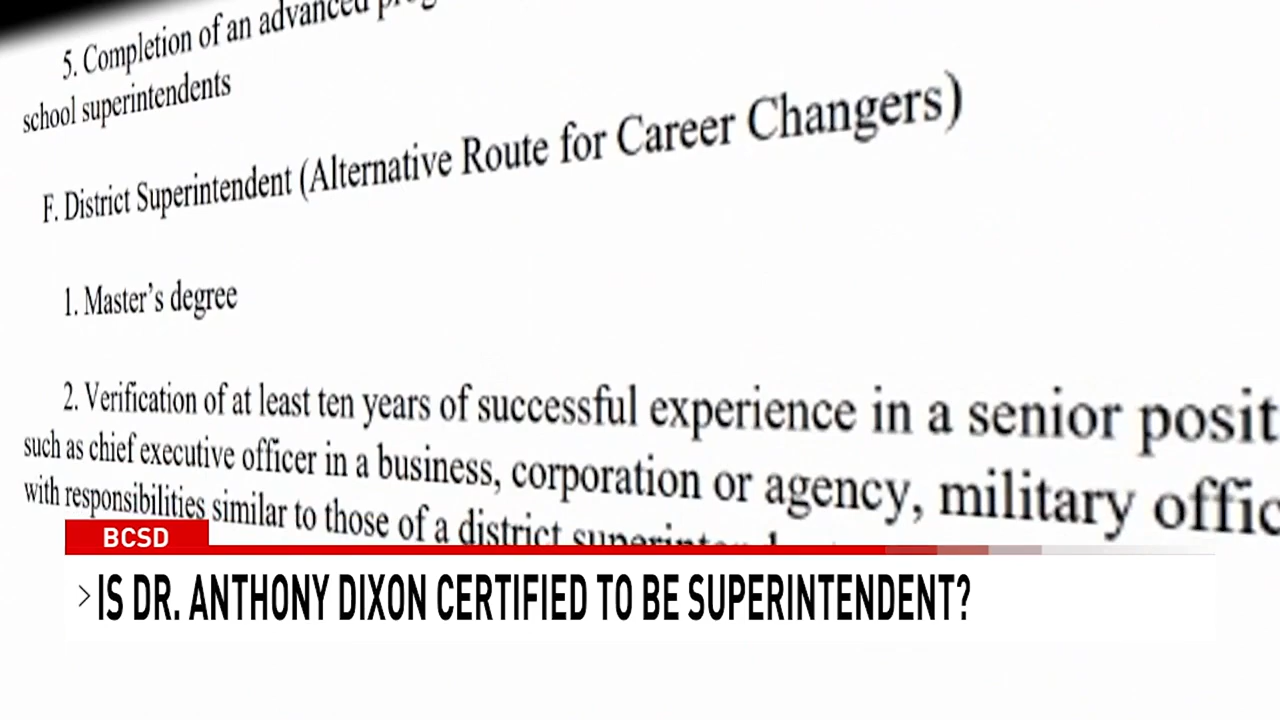 5. Completion of an advanced
school superintendents
F. District Superintendent (Alternative Route for Career Changers)
1. Master's degree
2. Verification of at least ten years of successful experience in a senior posit
such as chief executive officer in a business, corporation or agency, military offic
with responsibilities similar to those of a district
BCSD
> IS DR. ANTHONY DIXON CERTIFIED TO BE SUPERINTENDENT?